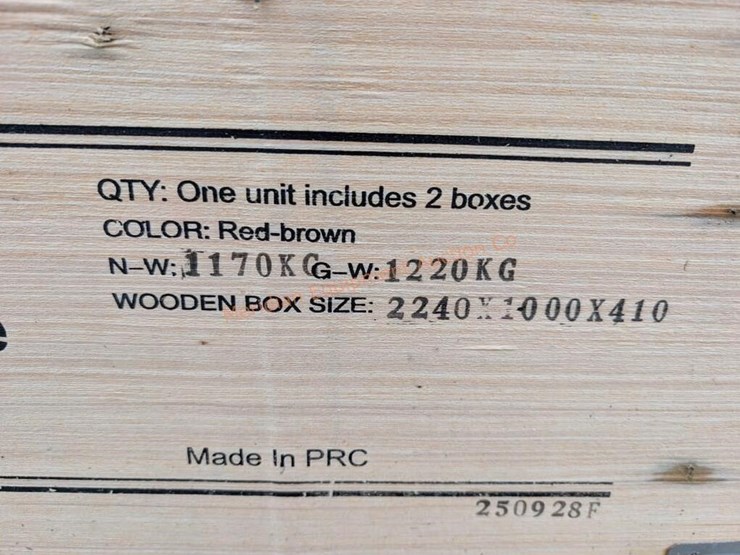 QTY: One unit includes 2 boxes
COLOR: Red-brown
N-W: 1170KG G-W: 1220KG
WOODEN BOX SIZE: 2240X1000X410
Made In PRC
250928F